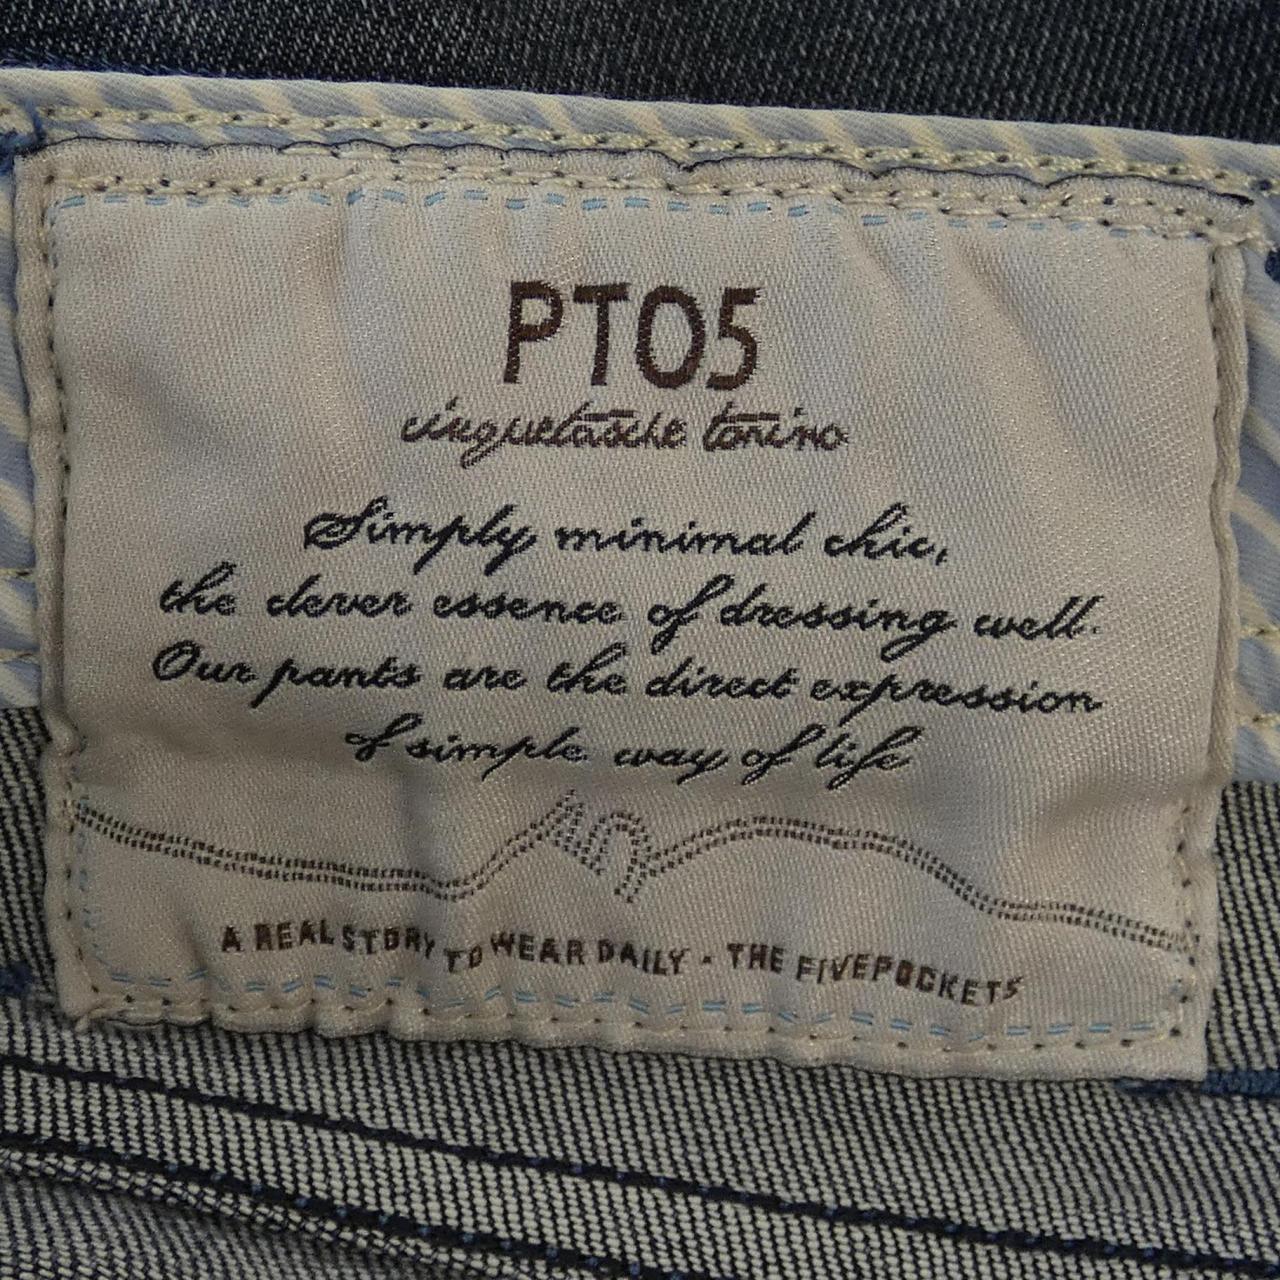 PT05
cinquetasche torino
Simply minimal chic,
the clever essence of dressing well.
Our pants are the direct expression
of simple way of life
A REAL STORY TO WEAR DAILY · THE FIVEPOCKETS